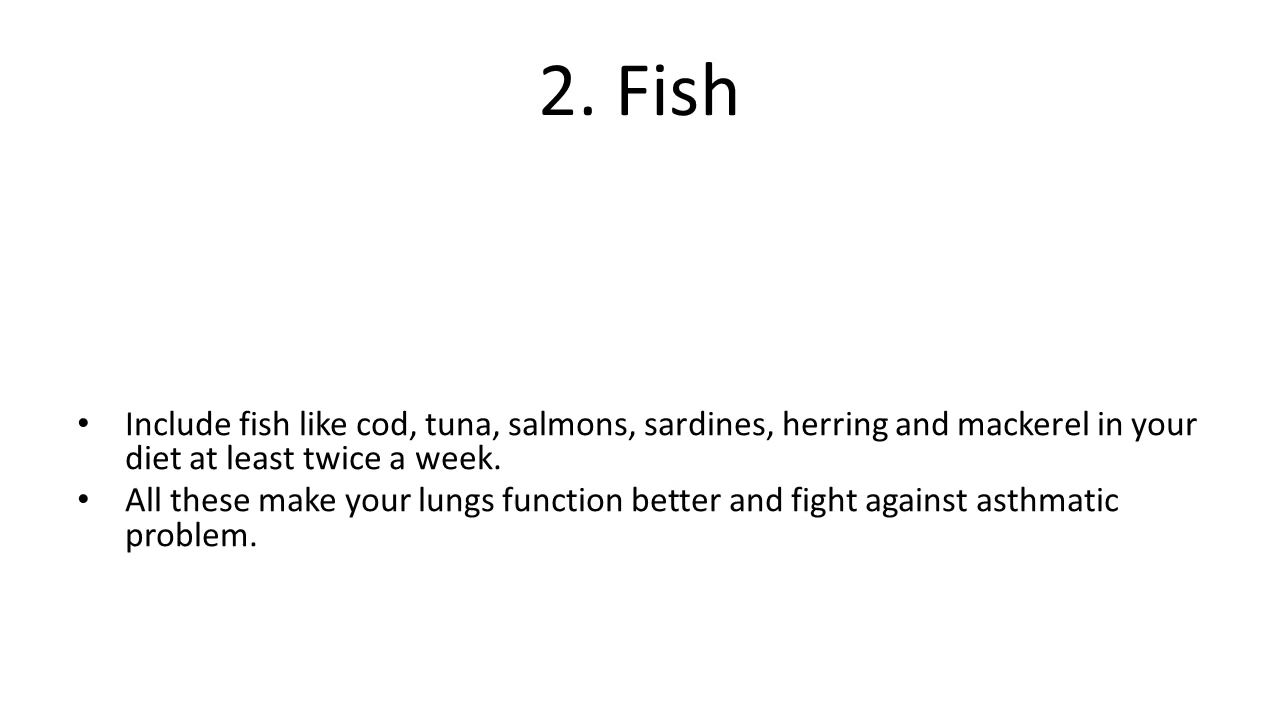 2. Fish
• Include fish like cod, tuna, salmons, sardines, herring and mackerel in your
diet at least twice a week.
• All these make your lungs function better and fight against asthmatic
problem.